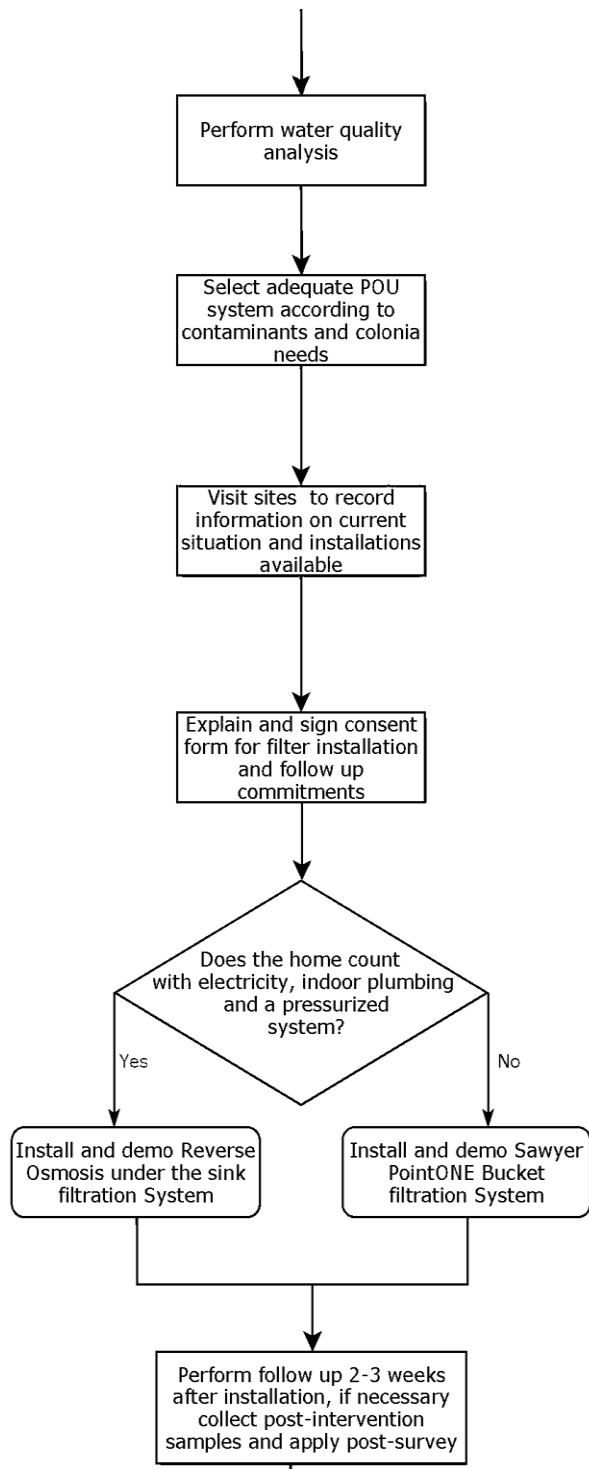 Perform water quality
analysis
Select adequate POU
system according to
contaminants and colonia
needs
Visit sites to record
information on current
situation and installations
available
Explain and sign consent
form for filter installation
and follow up
commitments
Does the home count
with electricity, indoor plumbing
and a pressurized
system?
Yes
No
Install and demo Reverse
Osmosis under the sink
filtration System
Install and demo Sawyer
PointONE Bucket
filtration System
Perform follow up 2-3 weeks
after installation, if necessary
collect post-intervention
samples and apply post-survey